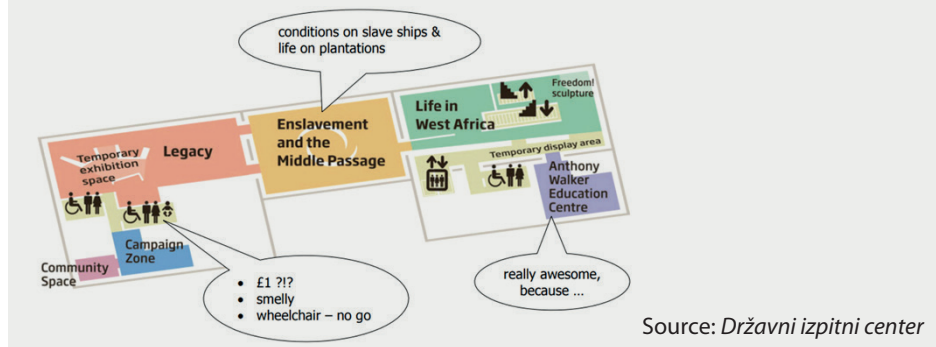 conditions on slave ships &
life on plantations
Freedom!
sculpture
Life in
West Africa
Enslavement
and the
Middle Passage
Legacy
Temporary
exhibition
space
Temporary display area
Anthony
Walker
Education
Centre
Campaign
Zone
Community
Space
• £1 ?!?
• smelly
• wheelchair – no go
really awesome,
because ...
Source: Državni izpitni center